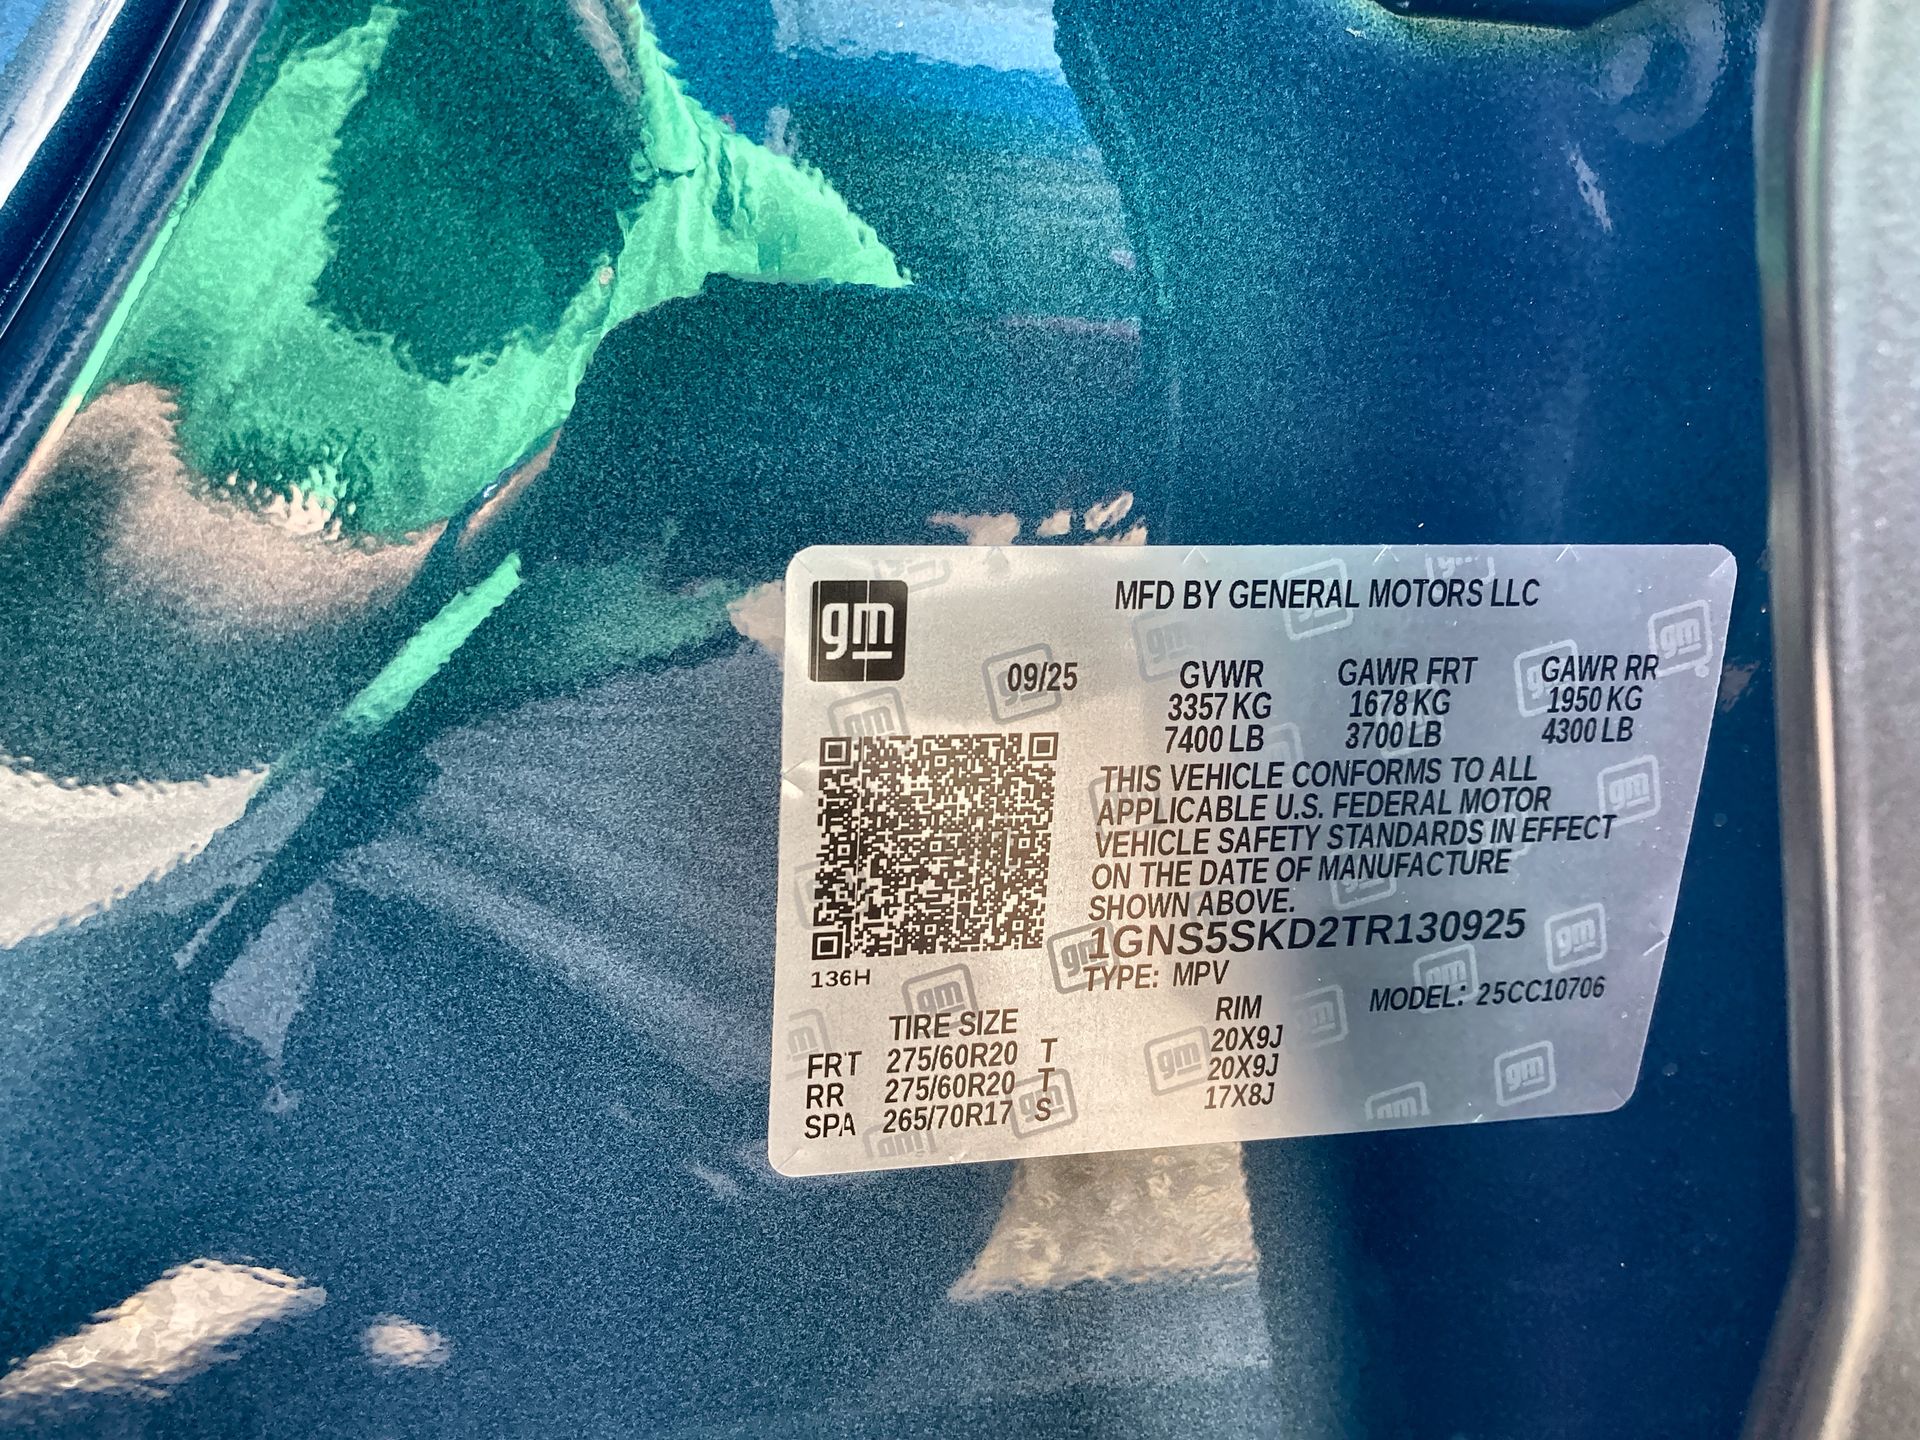 gm
MFD BY GENERAL MOTORS LLC
09/25 GVWR GAWR FRT GAWR RR
3357 KG 1678 KG 1950 KG
7400 LB 3700 LB 4300 LB
THIS VEHICLE CONFORMS TO ALL
APPLICABLE U.S. FEDERAL MOTOR
VEHICLE SAFETY STANDARDS IN EFFECT
ON THE DATE OF MANUFACTURE
SHOWN ABOVE.
1GNS5SKD2TR130925
136H
TYPE: MPV MODEL: 25CC10706
TIRE SIZE RIM
FRT 275/60R20 T 20X9J
RR 275/60R20 T 20X9J
SPA 265/70R17 S 17X8J